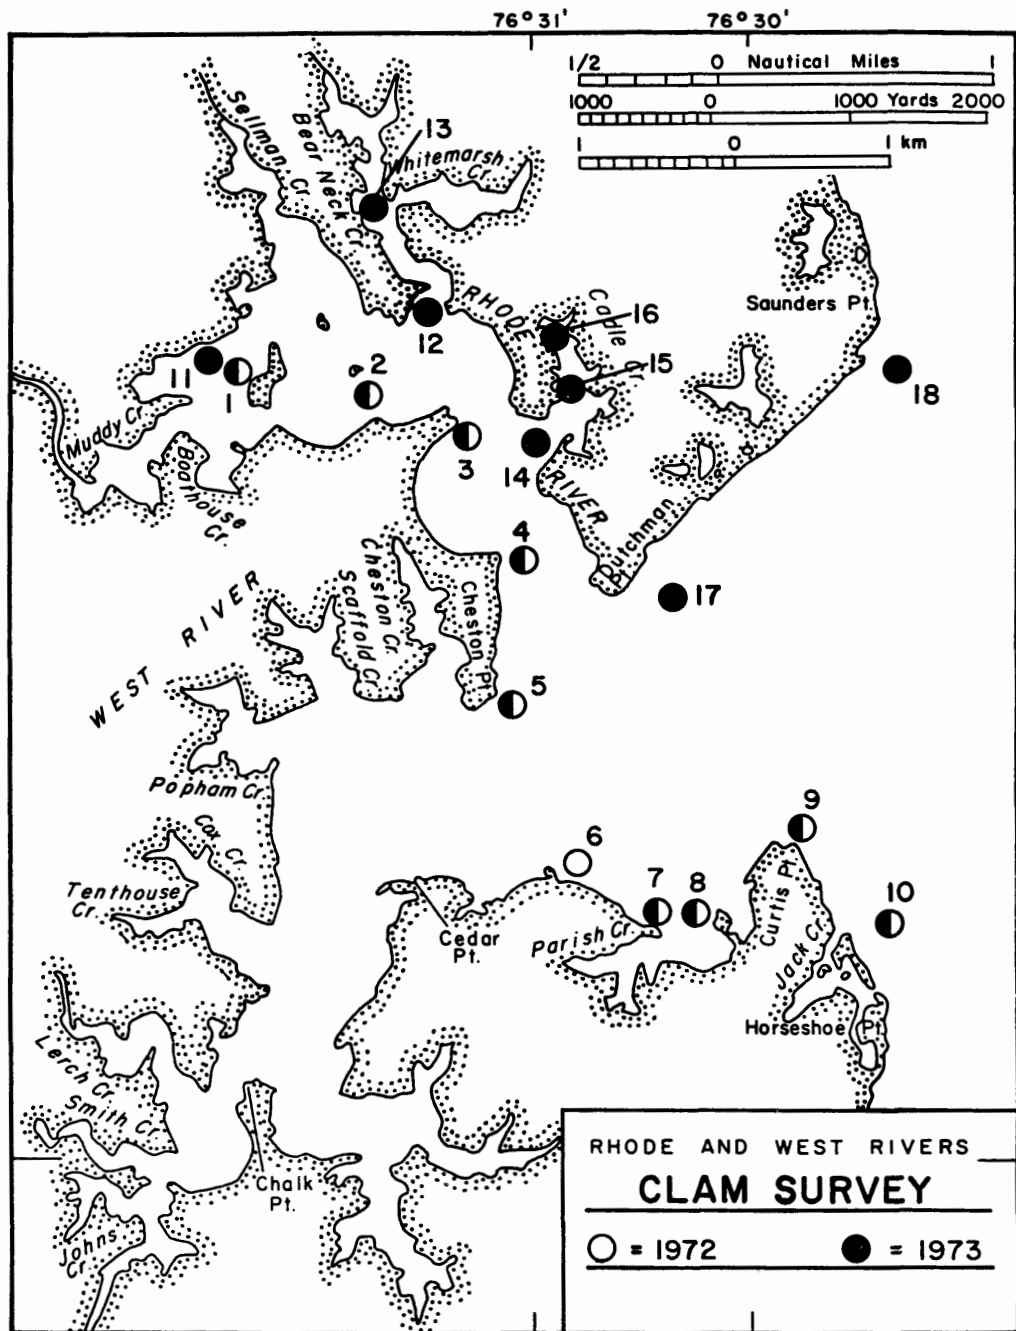 76°31' 76°30'
1/2 0 Nautical Miles 1
1000 0 1000 Yards 2000
1 0 1 km
Sellman Cr.
Bear Neck Cr.
13
Whitemarsh Cr.
RHODE
Cadle Cr.
16
Saunders Pt.
12
15
11
1
2
18
Muddy Cr.
Boathouse Cr.
3
14
RIVER
Dutchman Pt.
4
Cheston Cr.
Scaffold Cr.
Cheston Pt.
17
WEST RIVER
5
Popham Cr.
Cox Cr.
Tenthouse Cr.
6
7
8
9
10
Cedar Pt.
Parish Cr.
Curtis Pt.
Jack Cr.
Horseshoe Pt.
Lerch Cr.
Smith Cr.
Chalk Pt.
Johns Cr.
RHODE AND WEST RIVERS
CLAM SURVEY
= 1972 = 1973